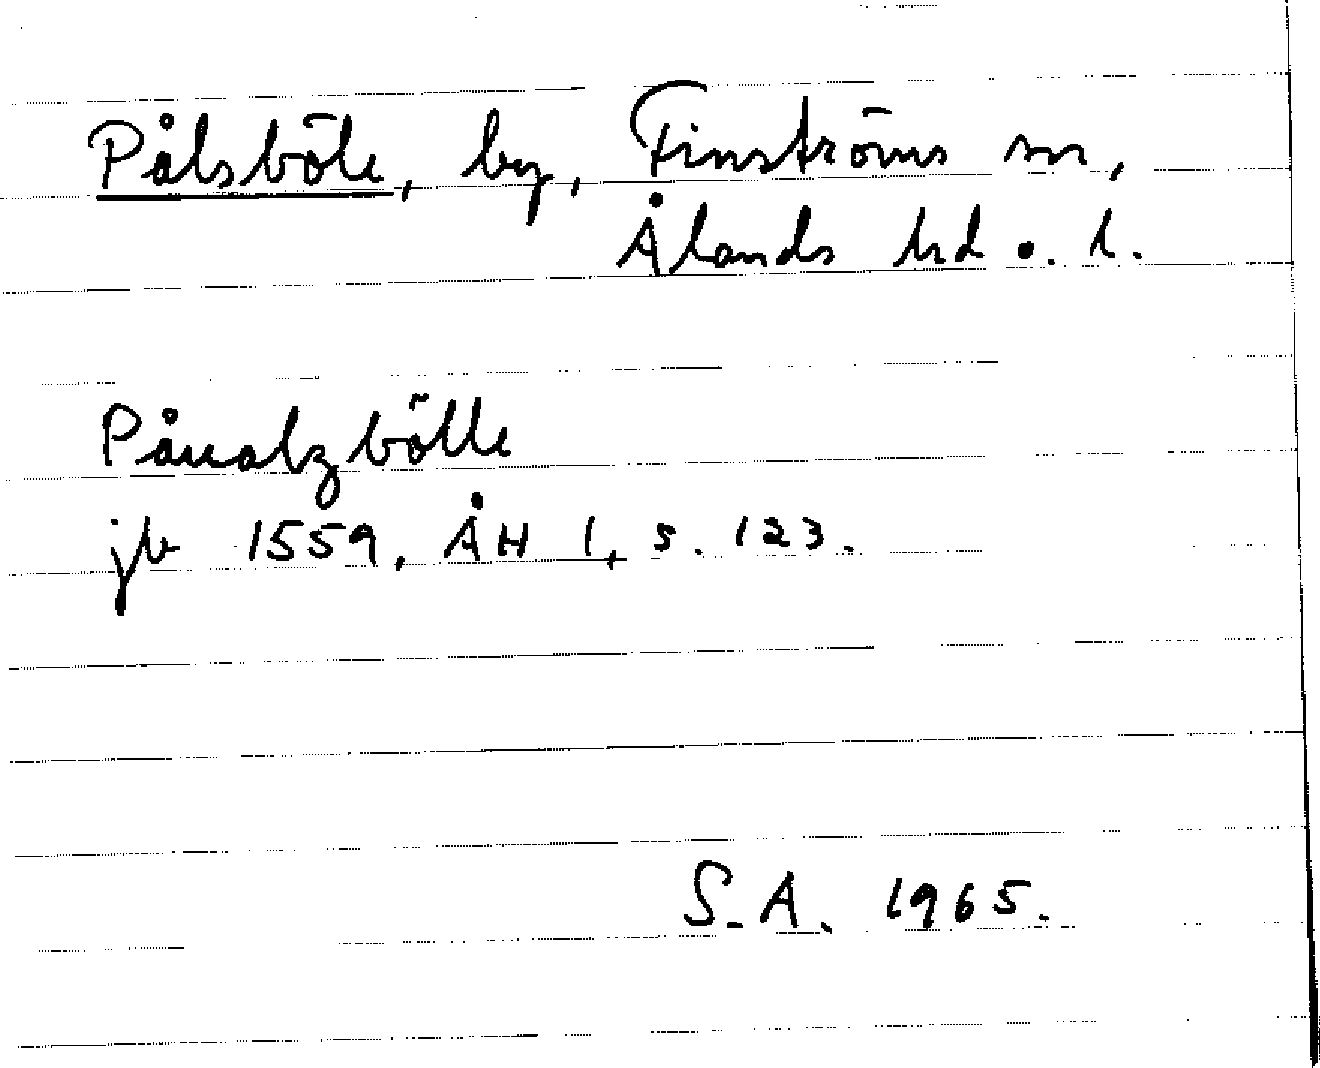 Pålsböle, by, Finströms sn,
Ålands hd o. l.
Påualzbölle
jb 1559, ÅH 1, s. 123.
S.A. 1965.